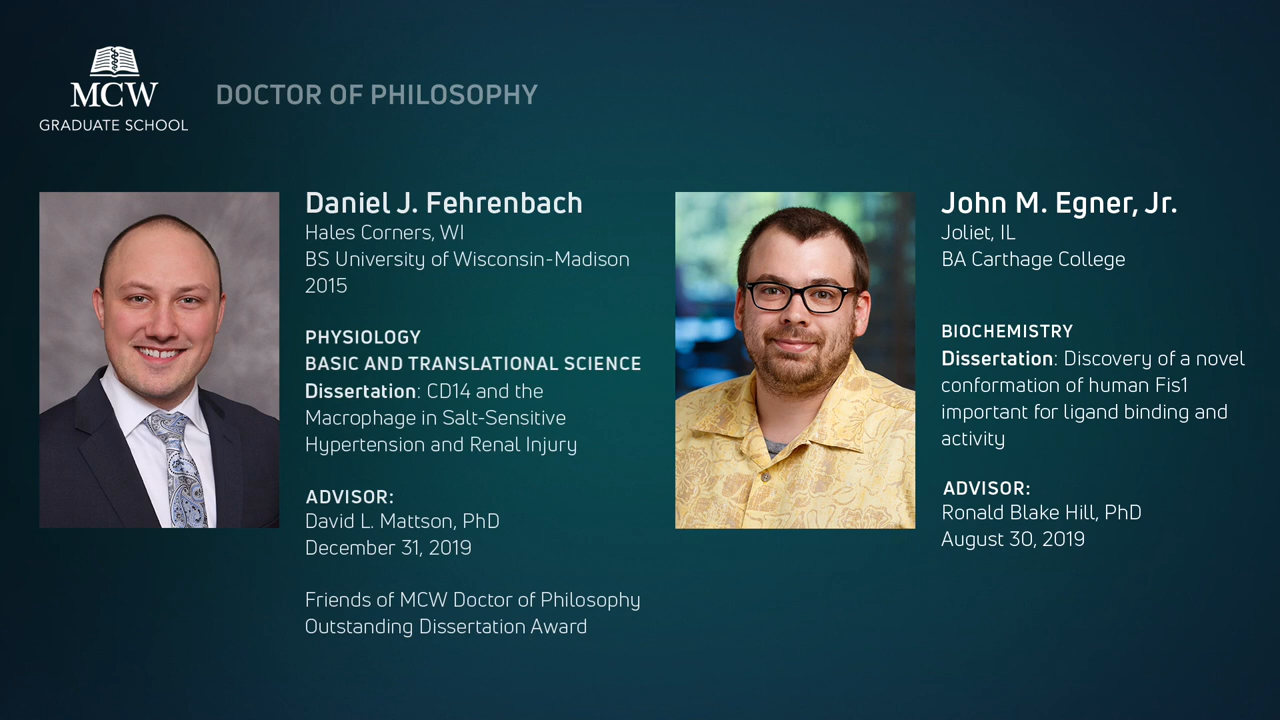 MCW
GRADUATE SCHOOL
DOCTOR OF PHILOSOPHY
Daniel J. Fehrenbach
Hales Corners, WI
BS University of Wisconsin-Madison
2015
PHYSIOLOGY
BASIC AND TRANSLATIONAL SCIENCE
Dissertation: CD14 and the
Macrophage in Salt-Sensitive
Hypertension and Renal Injury
ADVISOR:
David L. Mattson, PhD
December 31, 2019
Friends of MCW Doctor of Philosophy
Outstanding Dissertation Award
John M. Egner, Jr.
Joliet, IL
BA Carthage College
BIOCHEMISTRY
Dissertation: Discovery of a novel
conformation of human Fis1
important for ligand binding and
activity
ADVISOR:
Ronald Blake Hill, PhD
August 30, 2019